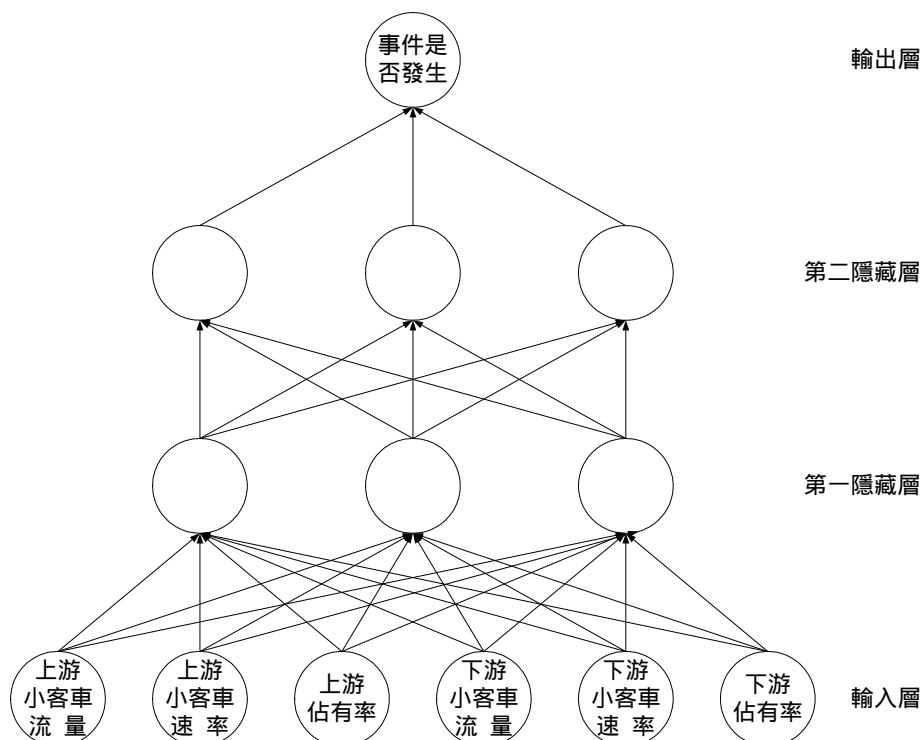 事件是
否發生
輸出層
第二隱藏層
第一隱藏層
上游
小客車
流 量
上游
小客車
速 率
上游
佔有率
下游
小客車
流 量
下游
小客車
速 率
下游
佔有率
輸入層